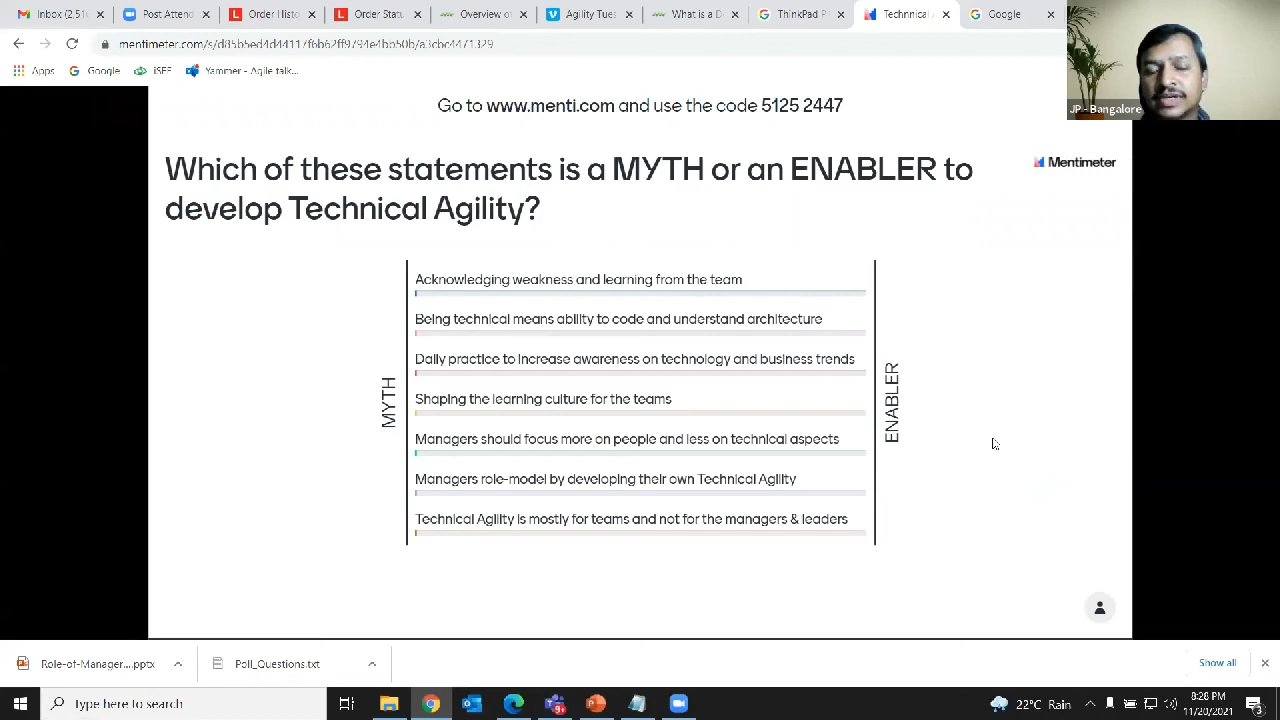 Inbox (2,51
Post Attend
Order Histo
Order Statu
Overview o
Agility Tues
What is a D
Technical A
Google
Apps
Google
iSEE
Yammer - Agile talk...
JP - Bangalore
Go to www.menti.com and use the code 5125 2447
Which of these statements is a MYTH or an ENABLER to
develop Technical Agility?
Mentimeter
MYTH
Acknowledging weakness and learning from the team
Being technical means ability to code and understand architecture
Daily practice to increase awareness on technology and business trends
Shaping the learning culture for the teams
Managers should focus more on people and less on technical aspects
Managers role-model by developing their own Technical Agility
Technical Agility is mostly for teams and not for the managers & leaders
ENABLER
Role-of-Manager....pptx
Poll_Questions.txt
Show all
Type here to search
22°C Rain
8:28 PM
11/20/2021